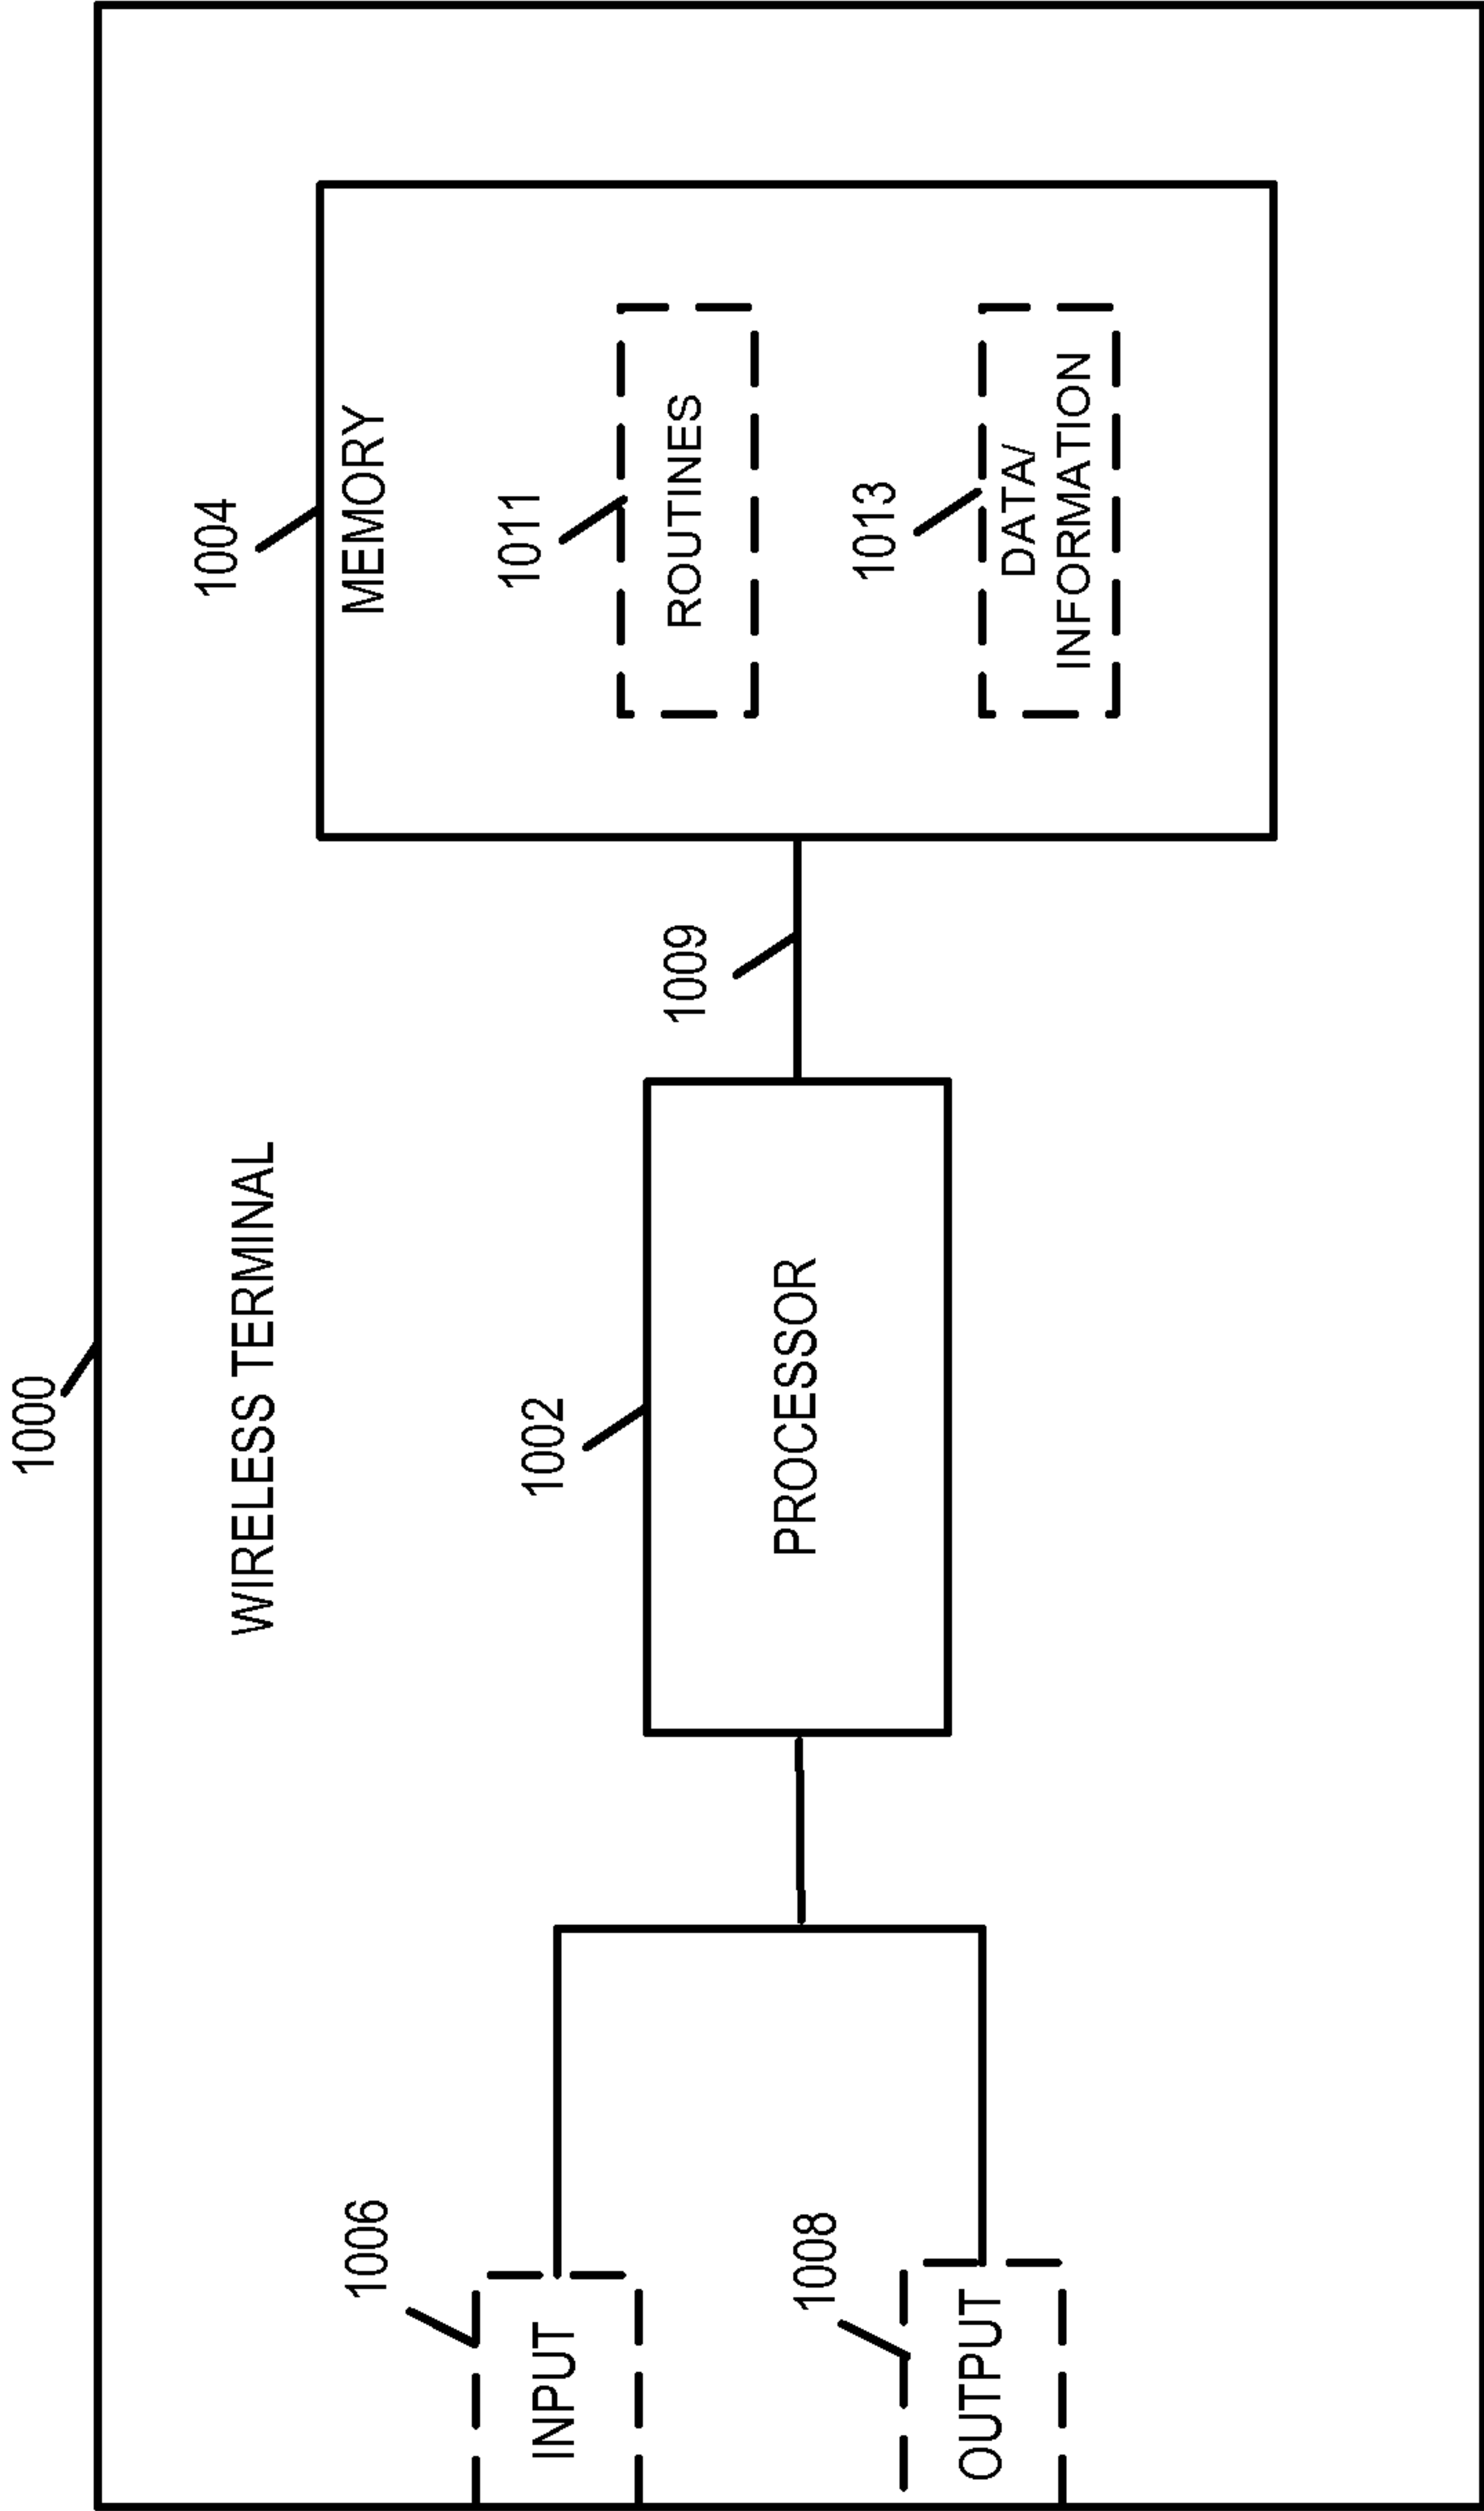 1000
WIRELESS TERMINAL
1006
INPUT
1008
OUTPUT
1002
PROCESSOR
1009
1004
MEMORY
1011
ROUTINES
1013
DATA/
INFORMATION